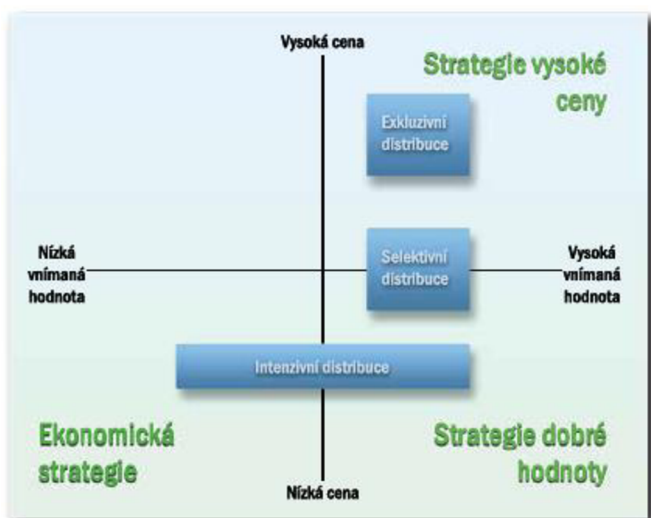 Vysoká cena
Strategie vysoké
ceny
Exkluzivní
distribuce
Nízká
vnímaná
hodnota
Selektivní
distribuce
Vysoká
vnímaná
hodnota
Intenzivní distribuce
Ekonomická
strategie
Strategie dobré
hodnoty
Nízká cena